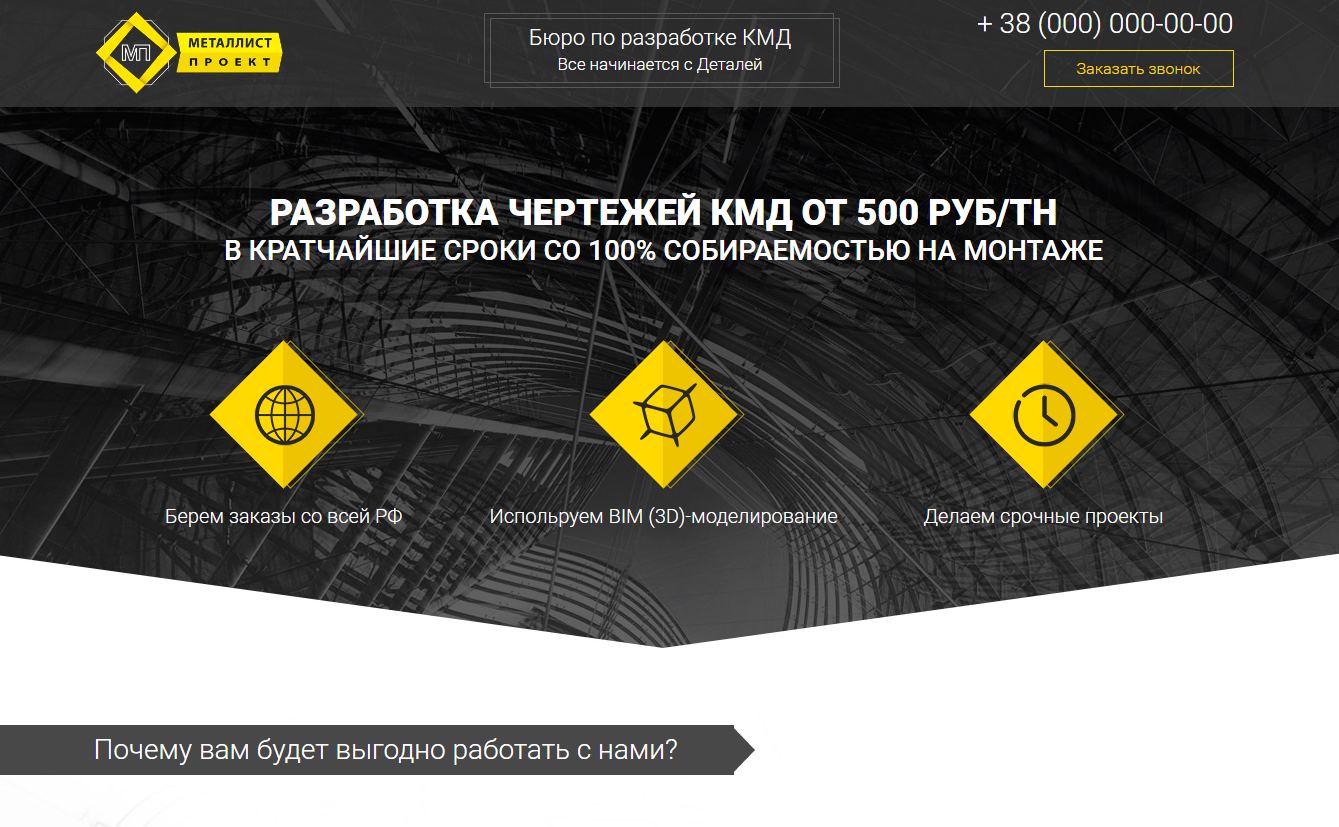 МП
МЕТАЛЛИСТ
ПРОЕКТ
Бюро по разработке КМД
Все начинается с Деталей
+ 38 (000) 000-00-00
Заказать звонок
РАЗРАБОТКА ЧЕРТЕЖЕЙ КМД ОТ 500 РУБ/ТН
В КРАТЧАЙШИЕ СРОКИ СО 100% СОБИРАЕМОСТЬЮ НА МОНТАЖЕ
Берем заказы со всей РФ
Испольруем BIM (3D)-моделирование
Делаем срочные проекты
Почему вам будет выгодно работать с нами?